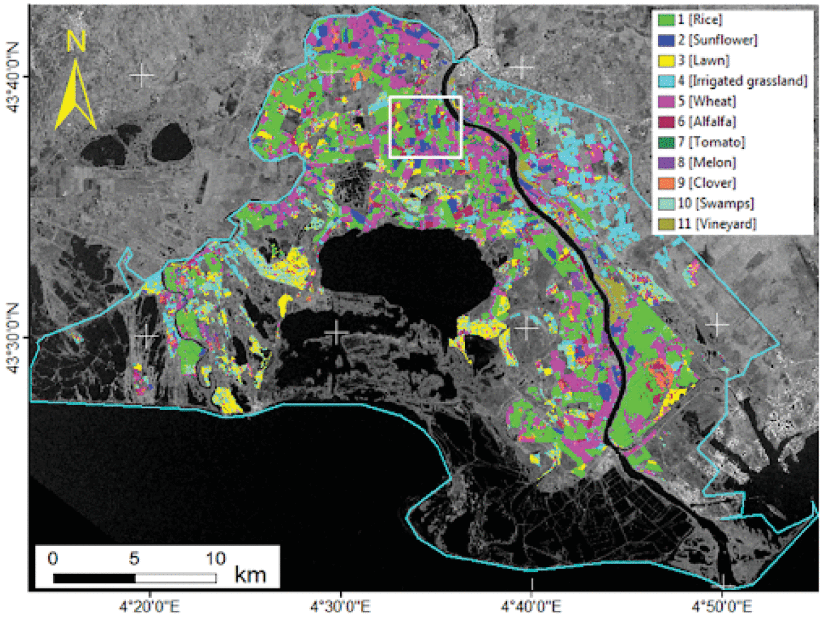 N
1 [Rice]
2 [Sunflower]
3 [Lawn]
4 [Irrigated grassland]
5 [Wheat]
6 [Alfalfa]
7 [Tomato]
8 [Melon]
9 [Clover]
10 [Swamps]
11 [Vineyard]
43°40'0"N
43°30'0"N
0 5 10
km
4°20'0"E 4°30'0"E 4°40'0"E 4°50'0"E